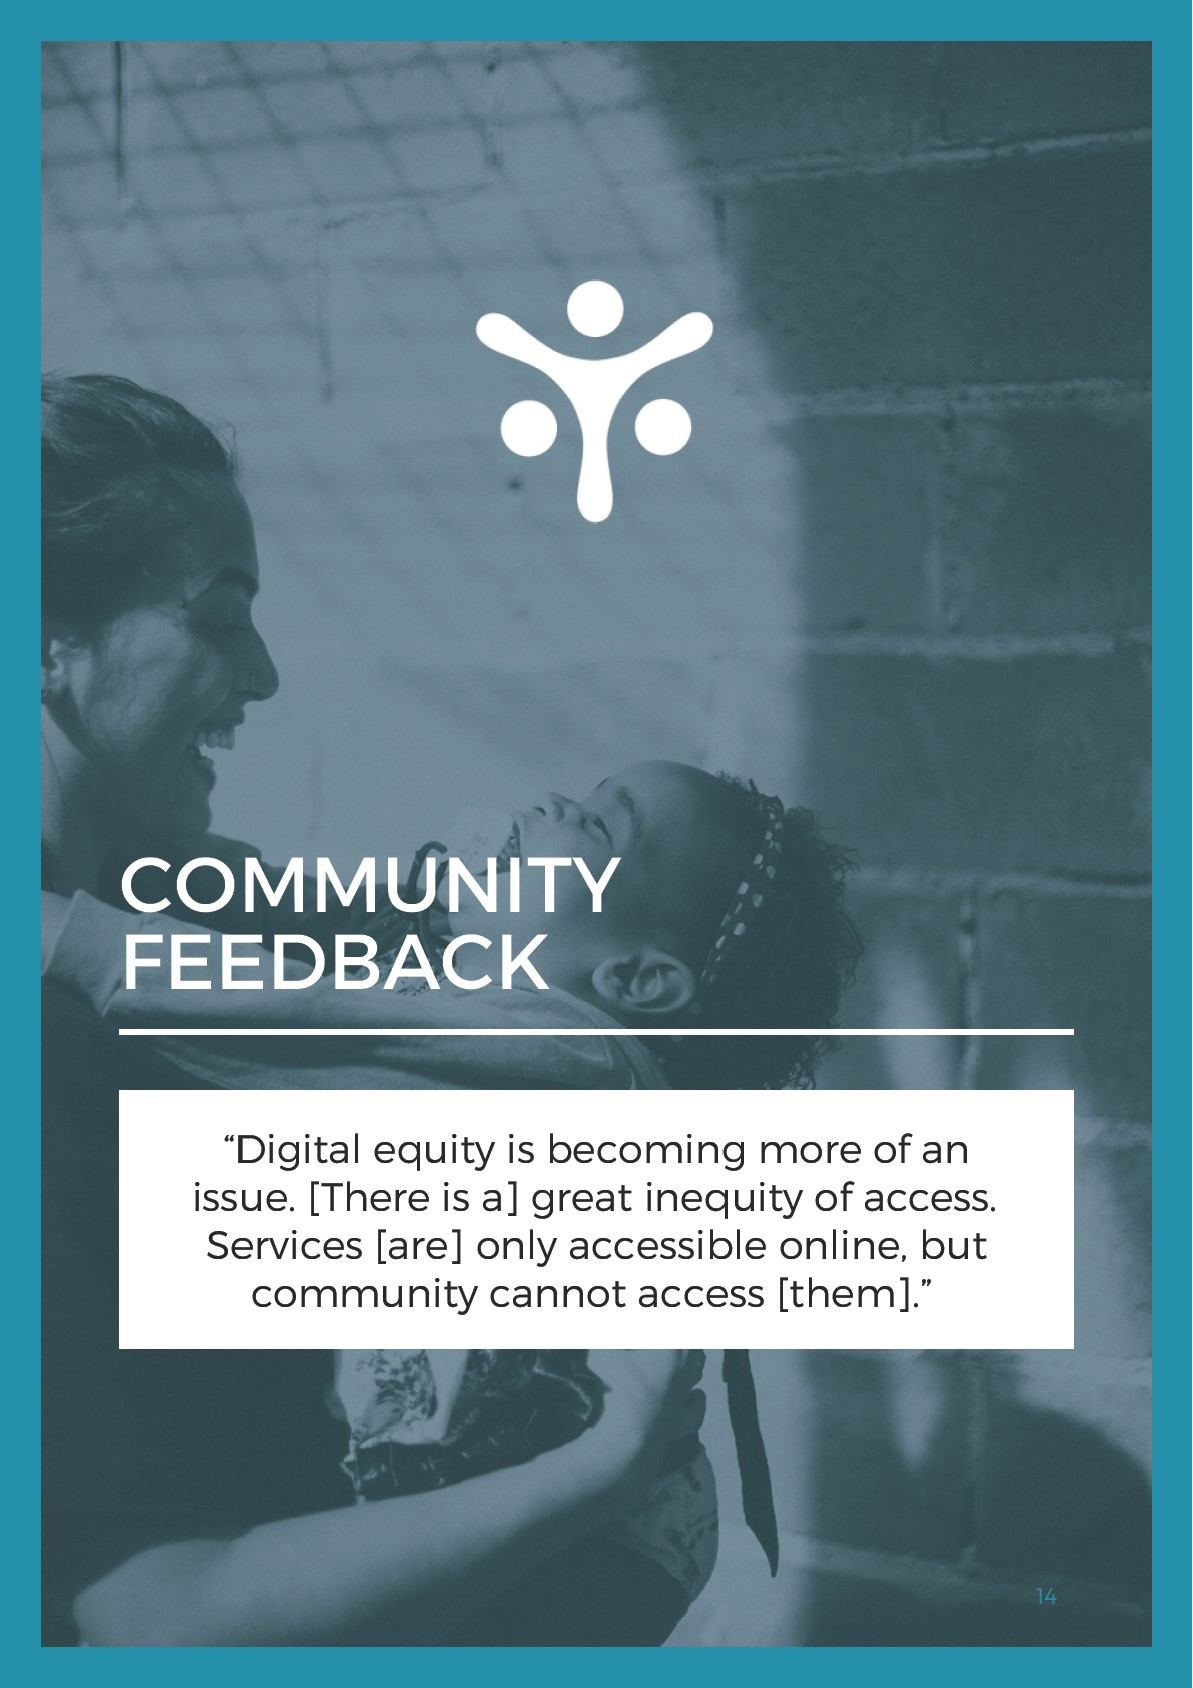 COMMUNITY
FEEDBACK
“Digital equity is becoming more of an
issue. [There is a] great inequity of access.
Services [are] only accessible online, but
community cannot access [them].”
14